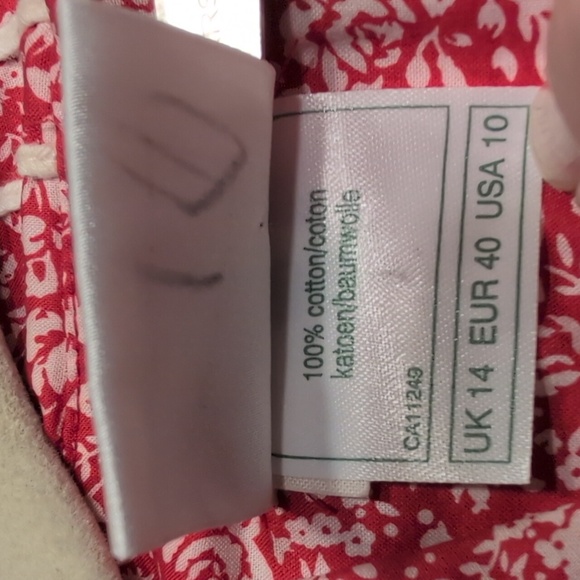 100% cotton/coton
katoen/baumwolle
CA11249
UK 14 EUR 40 USA 10